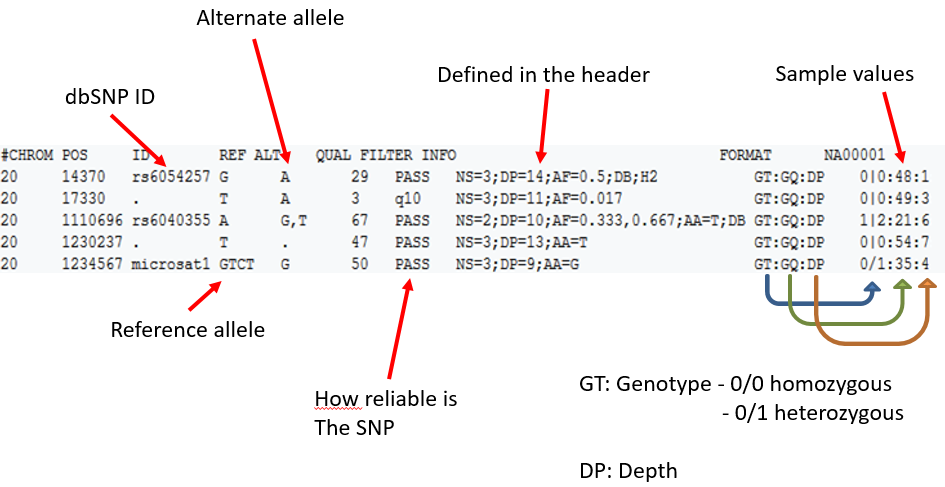 Alternate allele
Defined in the header
Sample values
dbSNP ID
#CHROM POS ID REF ALT QUAL FILTER INFO FORMAT NA00001
20 14370 rs6054257 G A 29 PASS NS=3;DP=14;AF=0.5;DB;H2 GT:GQ:DP 0|0:48:1
20 17330 . T A 3 q10 NS=3;DP=11;AF=0.017 GT:GQ:DP 0|0:49:3
20 1110696 rs6040355 A G,T 67 PASS NS=2;DP=10;AF=0.333,0.667;AA=T;DB GT:GQ:DP 1|2:21:6
20 1230237 . T . 47 PASS NS=3;DP=13;AA=T GT:GQ:DP 0|0:54:7
20 1234567 microsat1 GTCT G 50 PASS NS=3;DP=9;AA=G GT:GQ:DP 0/1:35:4
Reference allele
How reliable is
The SNP
GT: Genotype - 0/0 homozygous
- 0/1 heterozygous
DP: Depth